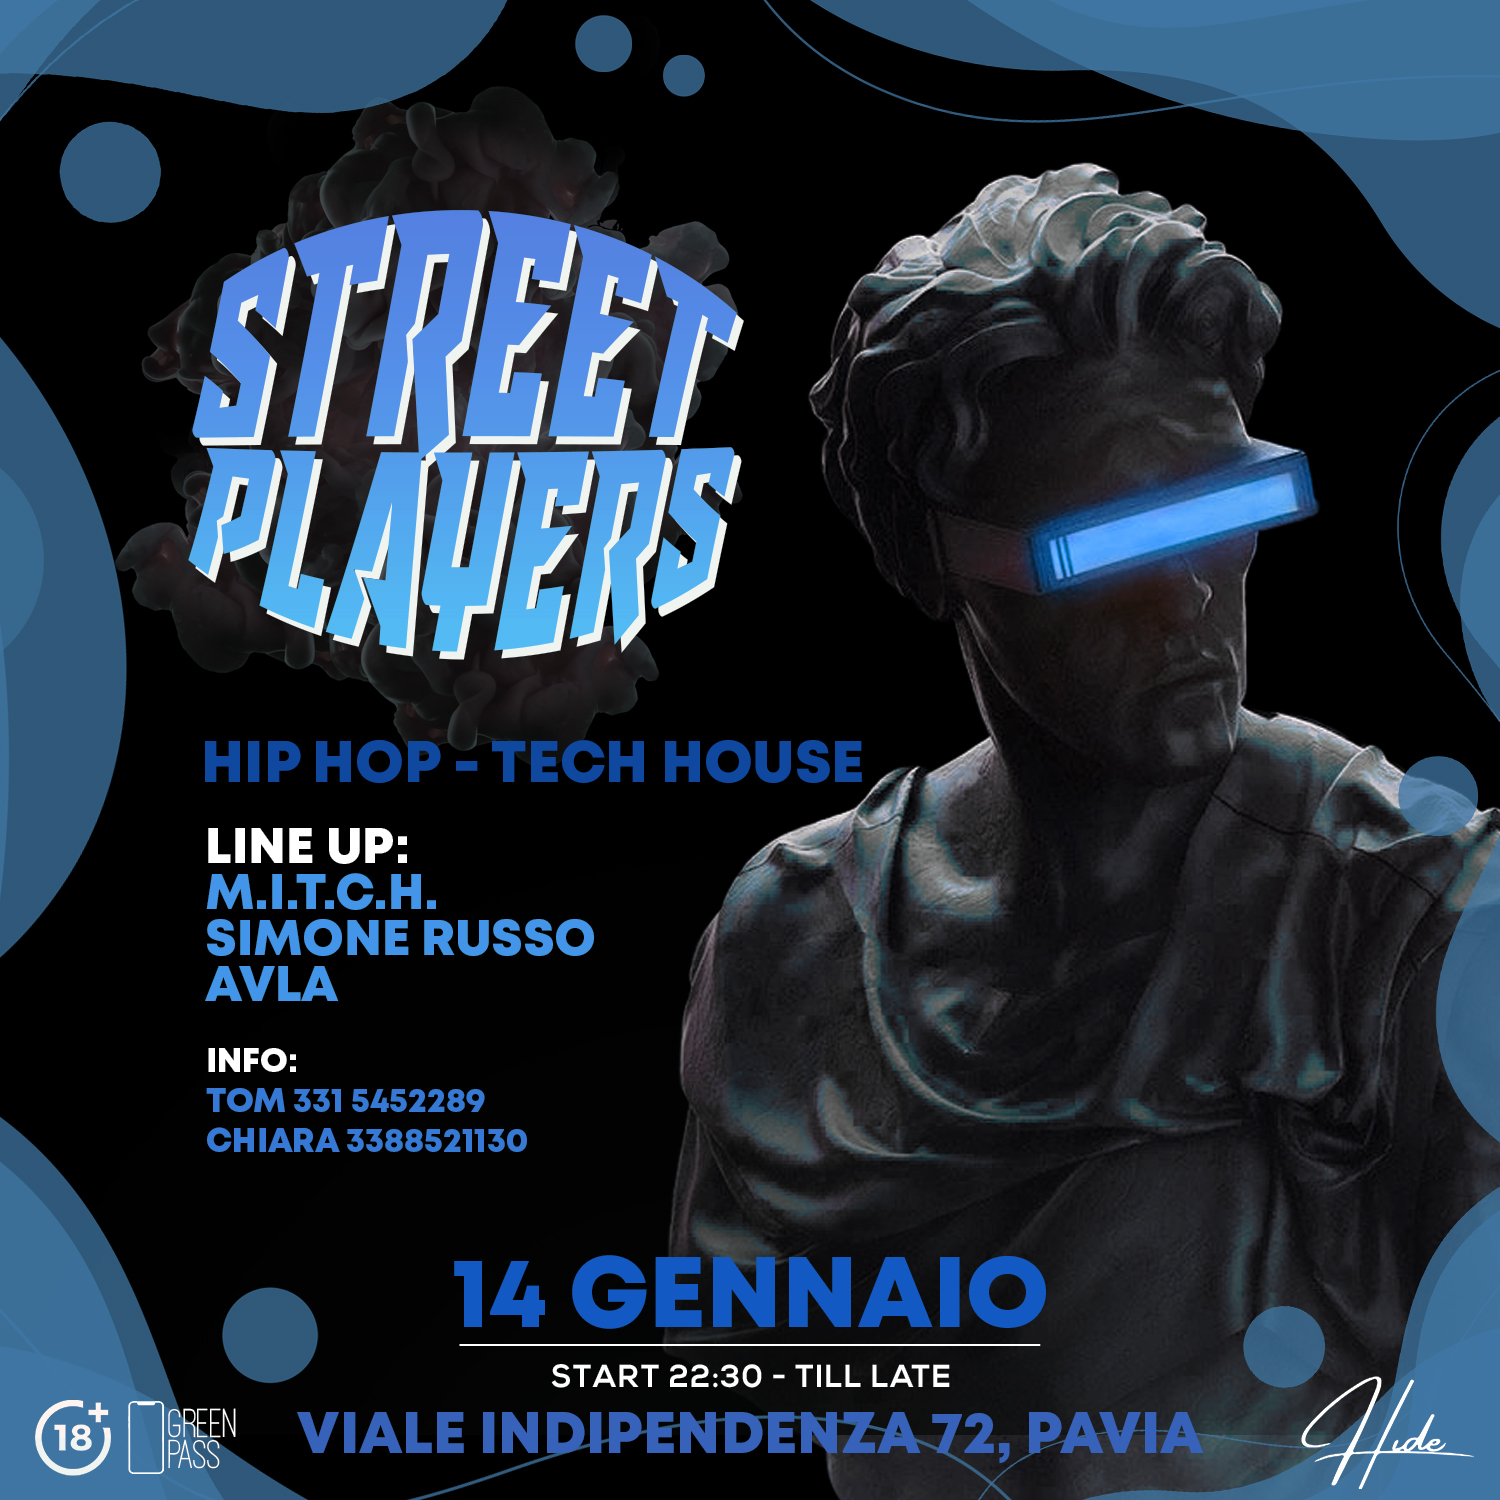 STREET
PLAYERS
HIP HOP - TECH HOUSE
LINE UP:
M.I.T.C.H.
SIMONE RUSSO
AVLA
INFO:
TOM 331 5452289
CHIARA 3388521130
14 GENNAIO
START 22:30 - TILL LATE
VIALE INDIPENDENZA 72, PAVIA
18+
GREEN
PASS
Hide